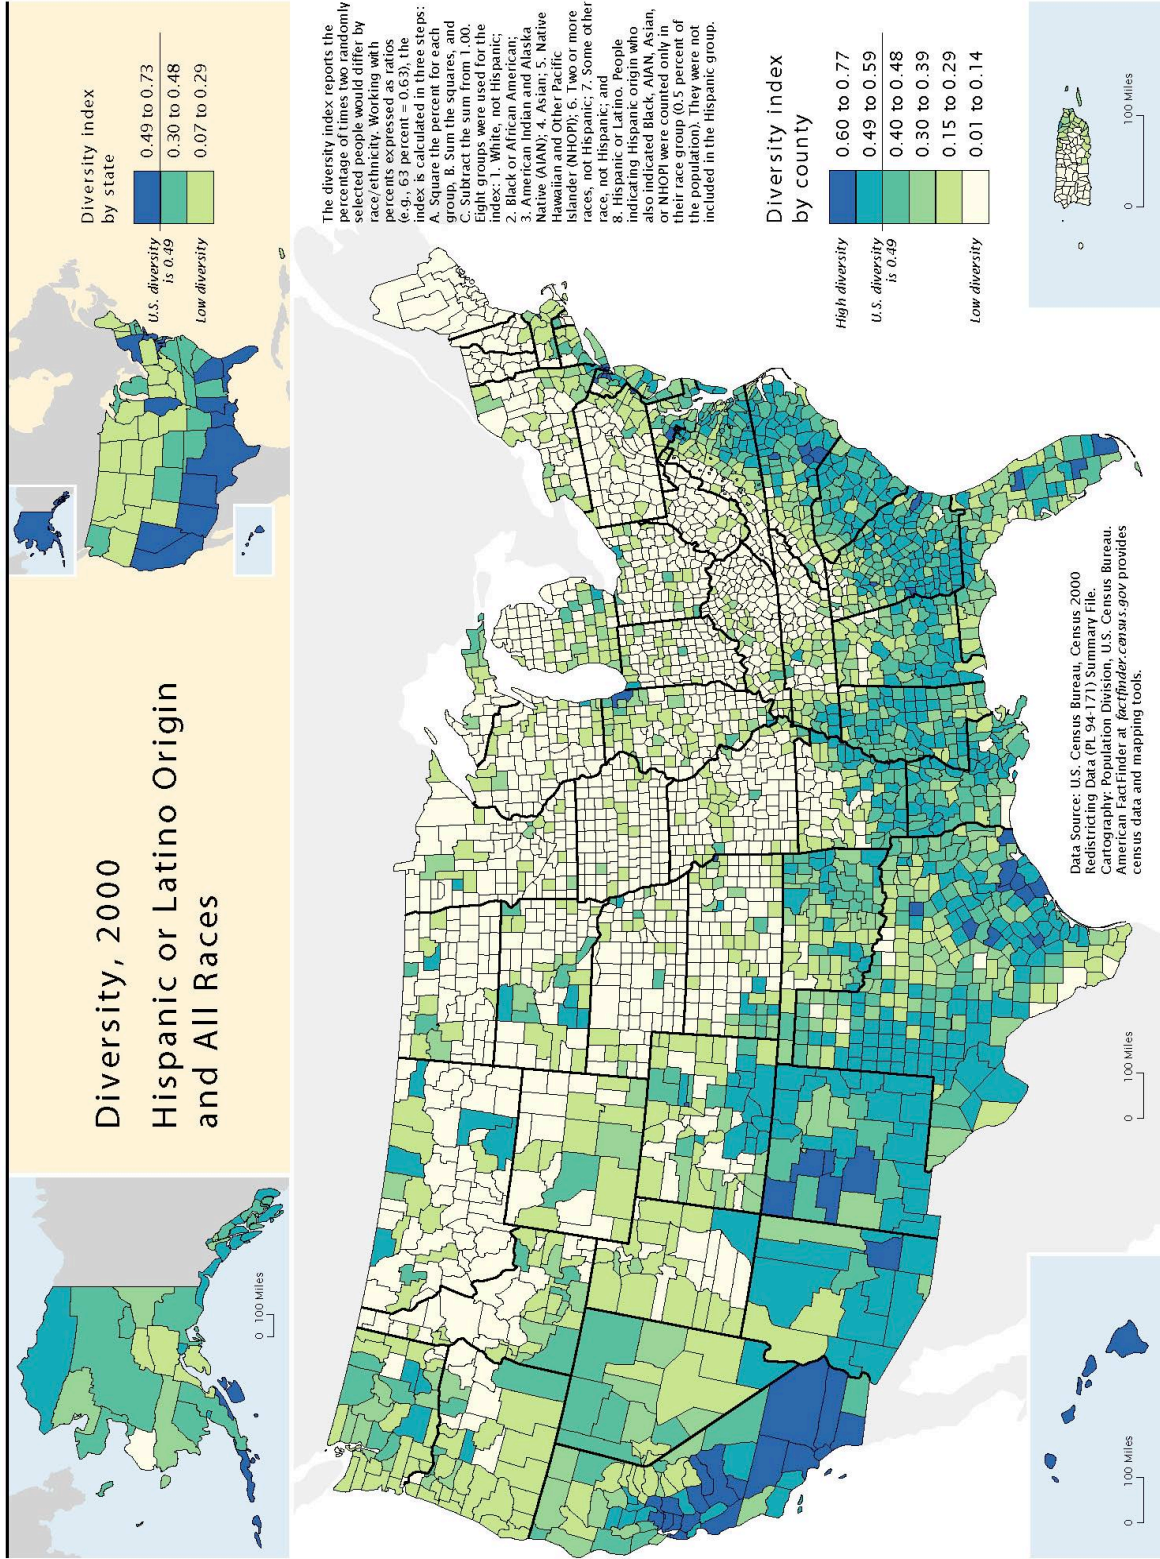 Diversity, 2000
Hispanic or Latino Origin
and All Races
Diversity index
by state
0.49 to 0.73
0.30 to 0.48
0.07 to 0.29
U.S. diversity
is 0.49
Low diversity
The diversity index reports the
percentage of times two randomly
selected people would differ by
race/ethnicity. Working with
percents expressed as ratios
(e.g., 63 percent = 0.63), the
index is calculated in three steps:
A. Square the percent for each
group, B. Sum the squares, and
C. Subtract the sum from 1.00.
Eight groups were used for the
index: 1. White, not Hispanic;
2. Black or African American;
3. American Indian and Alaska
Native (AIAN); 4. Asian; 5. Native
Hawaiian and Other Pacific
Islander (NHOPI); 6. Two or more
races, not Hispanic; 7. Some other
race, not Hispanic; and
8. Hispanic or Latino. People
indicating Hispanic origin who
also indicated Black, AIAN, Asian,
or NHOPI were counted only in
their race group (0.5 percent of
the population). They were not
included in the Hispanic group.
Diversity index
by county
High diversity
U.S. diversity
is 0.49
Low diversity
0.60 to 0.77
0.49 to 0.59
0.40 to 0.48
0.30 to 0.39
0.15 to 0.29
0.01 to 0.14
0 100 Miles
0 100 Miles
0 100 Miles
0 100 Miles
Data Source: U.S. Census Bureau, Census 2000
Redistricting Data (PL 94-171) Summary File.
Cartography: Population Division, U.S. Census Bureau.
American Fact Finder at factfinder.census.gov provides
census data and mapping tools.